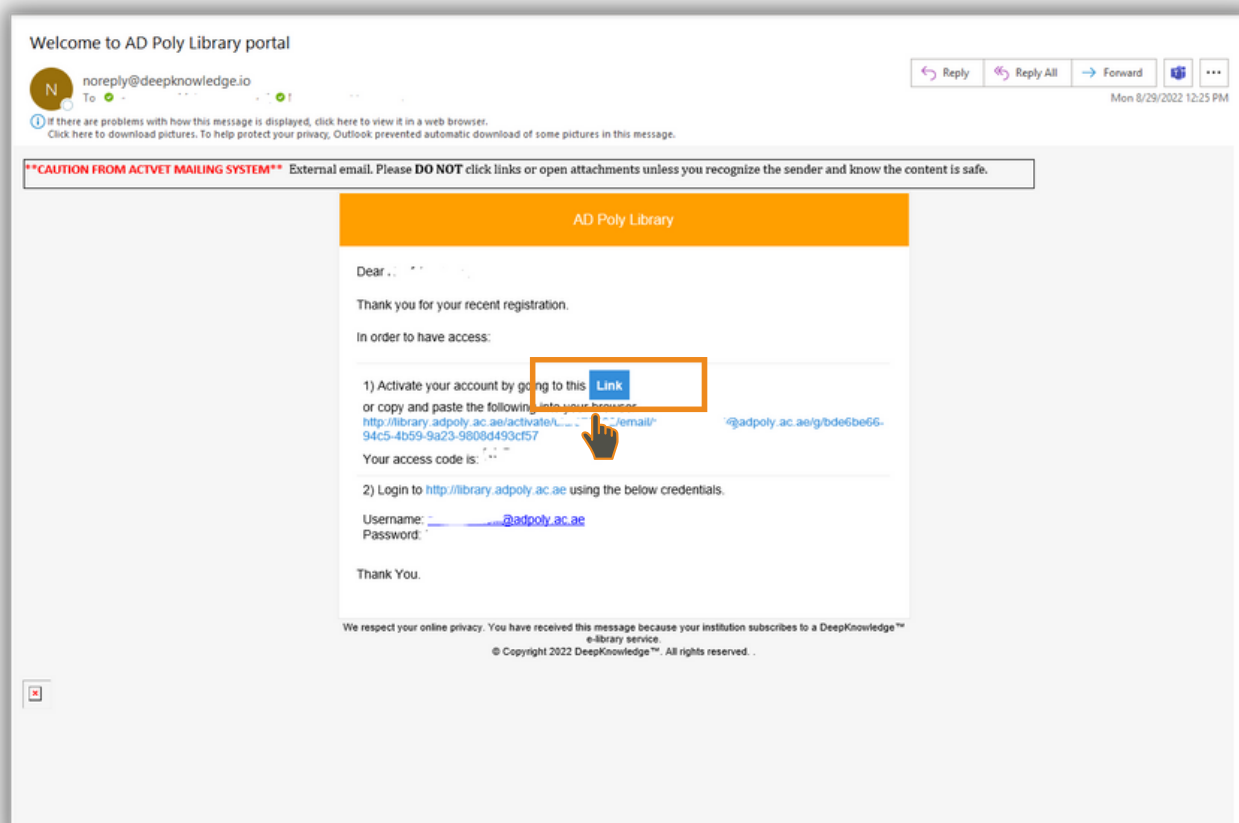 Welcome to AD Poly Library portal
N
noreply@deepknowledge.io
To
Reply
Reply All
Forward
Mon 8/29/2022 12:25 PM
If there are problems with how this message is displayed, click here to view it in a web browser.
Click here to download pictures. To help protect your privacy, Outlook prevented automatic download of some pictures in this message.
**CAUTION FROM ACTVET MAILING SYSTEM** External email. Please DO NOT click links or open attachments unless you recognize the sender and know the content is safe.
AD Poly Library
Dear
Thank you for your recent registration.
In order to have access:
1) Activate your account by going to this Link
or copy and paste the following into your browser
http://library.adpoly.ac.ae/activate/ /email/ @adpoly.ac.ae/g/bde6be66-
94c5-4b59-9a23-9808d493cf57
Your access code is:
2) Login to http://library.adpoly.ac.ae using the below credentials.
Username: @adpoly.ac.ae
Password:
Thank You.
We respect your online privacy. You have received this message because your institution subscribes to a DeepKnowledge™
e-library service.
© Copyright 2022 DeepKnowledge™. All rights reserved. .